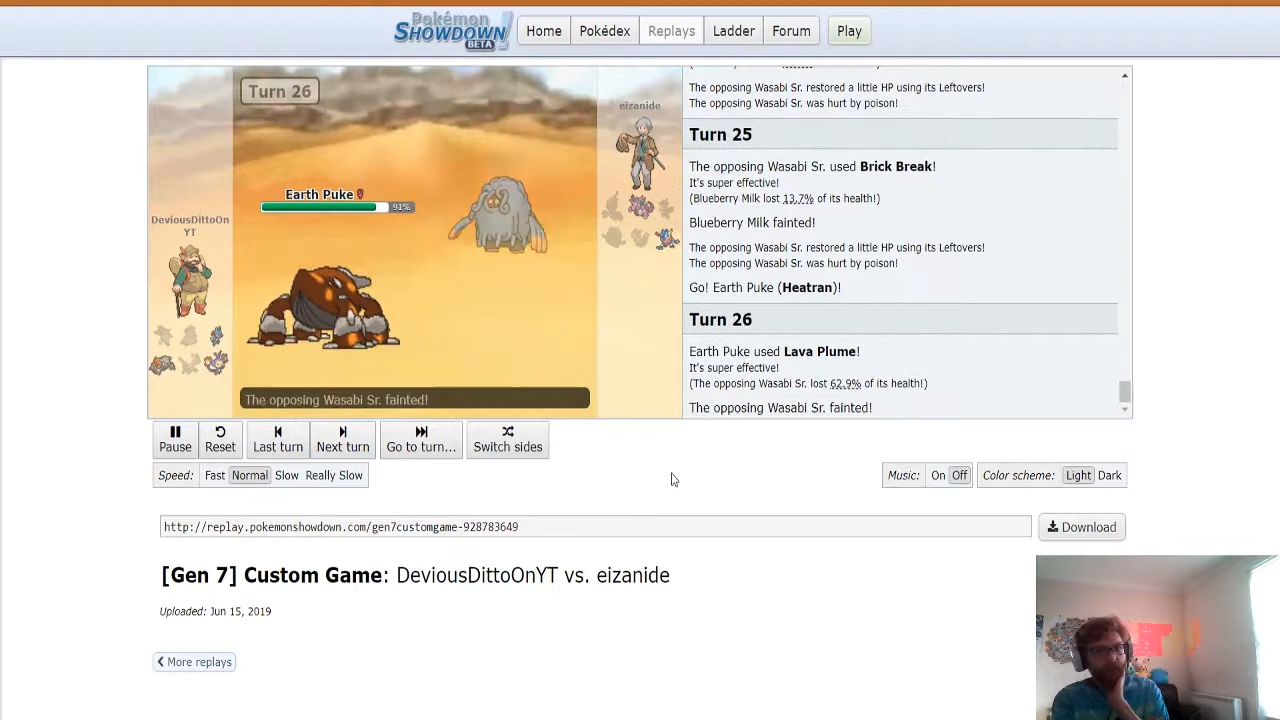 Pokémon
SHOWDOWN!
BETA
Home
Pokédex
Replays
Ladder
Forum
Play
Turn 26
eizanide
Earth Puke
91%
DeviousDittoOn
YT
The opposing Wasabi Sr. fainted!
The opposing Wasabi Sr. restored a little HP using its Leftovers!
The opposing Wasabi Sr. was hurt by poison!
Turn 25
The opposing Wasabi Sr. used Brick Break!
It's super effective!
(Blueberry Milk lost 13.7% of its health!)
Blueberry Milk fainted!
The opposing Wasabi Sr. restored a little HP using its Leftovers!
The opposing Wasabi Sr. was hurt by poison!
Go! Earth Puke (Heatran)!
Turn 26
Earth Puke used Lava Plume!
It's super effective!
(The opposing Wasabi Sr. lost 62.9% of its health!)
The opposing Wasabi Sr. fainted!
Pause
Reset
Last turn
Next turn
Go to turn...
Switch sides
Speed: Fast Normal Slow Really Slow
Music: On Off
Color scheme: Light Dark
http://replay.pokemonshowdown.com/gen7customgame-928783649
Download
[Gen 7] Custom Game: DeviousDittoOnYT vs. eizanide
Uploaded: Jun 15, 2019
More replays